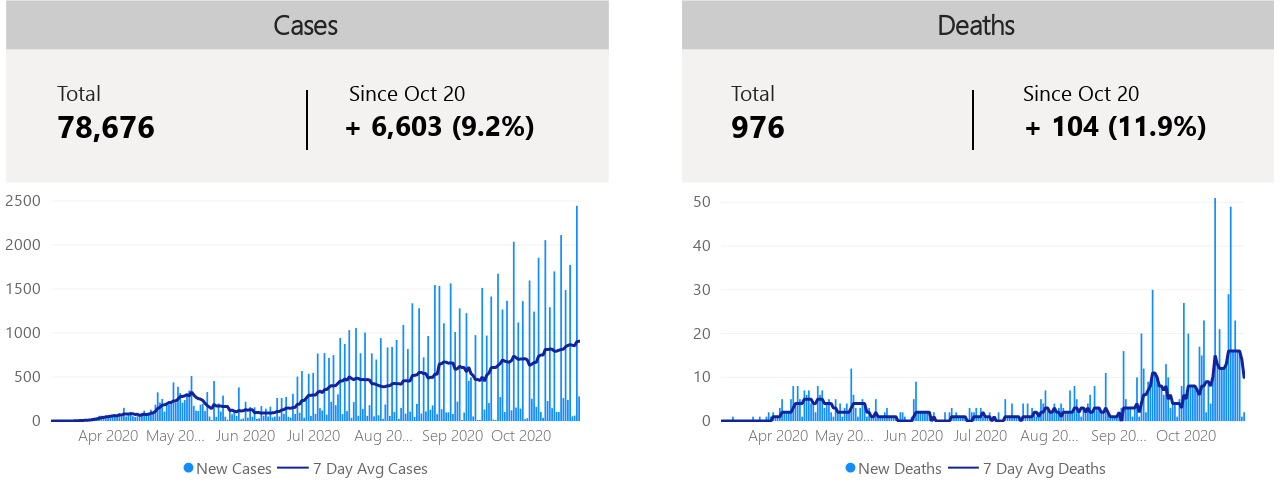 Cases
Total
78,676
Since Oct 20
+ 6,603 (9.2%)
2500
2000
1500
1000
500
0
Apr 2020 May 20... Jun 2020 Jul 2020 Aug 20... Sep 2020 Oct 2020
New Cases 7 Day Avg Cases
Deaths
Total
976
Since Oct 20
+ 104 (11.9%)
50
40
30
20
10
0
Apr 2020 May 20... Jun 2020 Jul 2020 Aug 20... Sep 20... Oct 2020
New Deaths 7 Day Avg Deaths